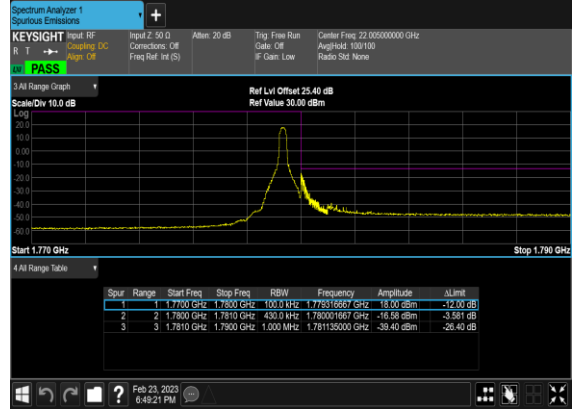 Spectrum Analyzer 1
Spurious Emissions
KEYSIGHT Input: RF Input Z: 50 Ω Atten: 20 dB Trig: Free Run Center Freq: 22.005000000 GHz
R T Coupling: DC Corrections: Off Gate: Off Avg|Hold: 100/100
Align: Off Freq Ref: Int (S) IF Gain: Low Radio Std: None
PASS
3 All Range Graph
Ref Lvl Offset 25.40 dB
Scale/Div 10.0 dB Ref Value 30.00 dBm
Log
20.0
10.0
0.00
-10.0
-20.0
-30.0
-40.0
-50.0
-60.0
Start 1.770 GHz Stop 1.790 GHz
4 All Range Table
Spur Range Start Freq Stop Freq RBW Frequency Amplitude ΔLimit
1 1 1.7700 GHz 1.7800 GHz 100.0 kHz 1.779316667 GHz 18.00 dBm -12.00 dB
2 2 1.7800 GHz 1.7810 GHz 430.0 kHz 1.780001667 GHz -16.58 dBm -3.581 dB
3 3 1.7810 GHz 1.7900 GHz 1.000 MHz 1.781135000 GHz -39.40 dBm -26.40 dB
?
Feb 23, 2023
6:49:21 PM